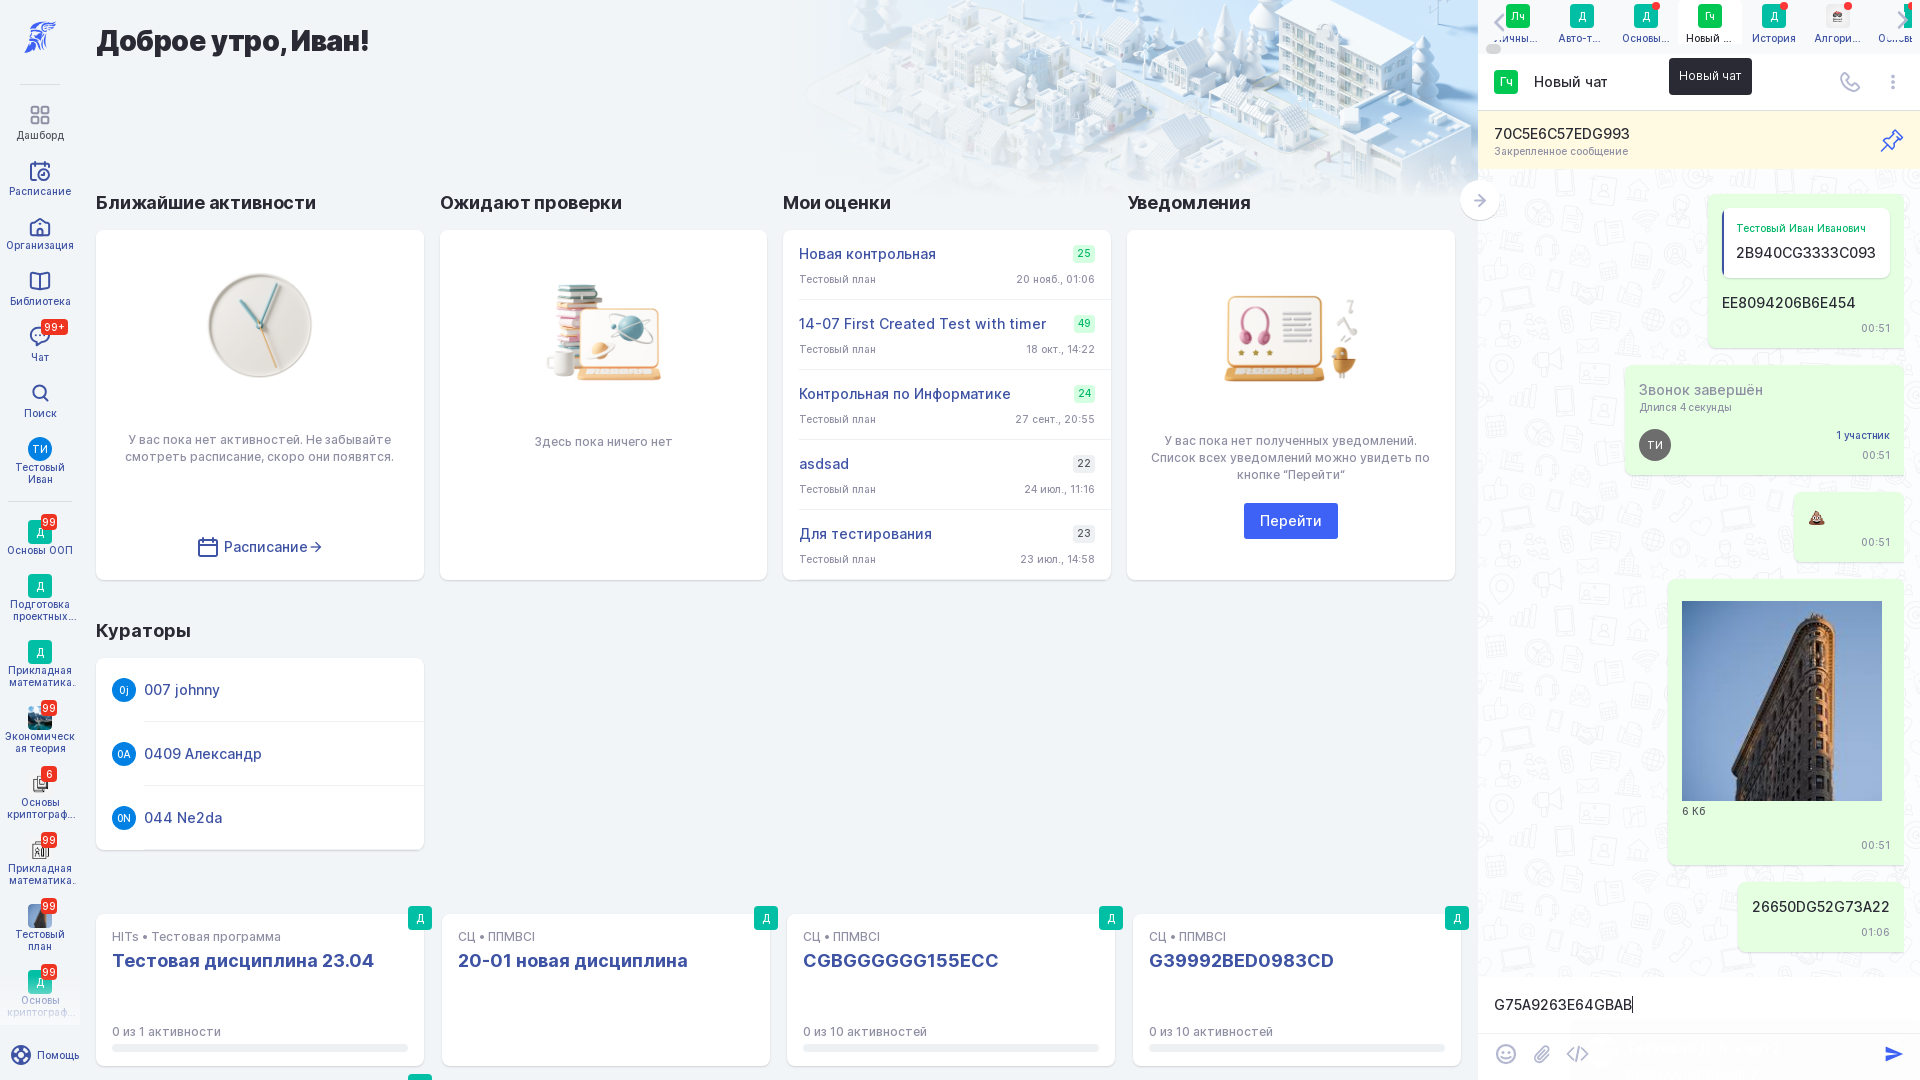 Доброе утро, Иван!
Дашборд
Расписание
Организация
Библиотека
99+
Чат
Поиск
ТИ
Тестовый
Иван
99
Д
Основы ООП
Д
Подготовка
проектных...
Д
Прикладная
математика.
99
Экономическ
ая теория
6
Основы
криптограф...
99
Прикладная
математика.
99
Тестовый
план
99
Д
Основы
криптограф...
Помощь
Ближайшие активности
У вас пока нет активностей. Не забывайте
смотреть расписание, скоро они появятся.
Расписание
Ожидают проверки
Здесь пока ничего нет
Мои оценки
Новая контрольная
25
Тестовый план
20 нояб., 01:06
14-07 First Created Test with timer
49
Тестовый план
18 окт., 14:22
Контрольная по Информатике
24
Тестовый план
27 сент., 20:55
asdsad
22
Тестовый план
24 июл., 11:16
Для тестирования
23
Тестовый план
23 июл., 14:58
Уведомления
У вас пока нет полученных уведомлений.
Список всех уведомлений можно увидеть по
кнопке “Перейти“
Перейти
Кураторы
0j
007 johnny
0А
0409 Александр
0N
044 Ne2da
Д
HITs • Тестовая программа
Тестовая дисциплина 23.04
0 из 1 активности
Д
СЦ • ППМВСІ
20-01 новая дисциплина
Д
СЦ • ППМВСІ
CGBGGGGGG155ECC
0 из 10 активностей
Д
СЦ • ППМВСІ
G39992BED0983CD
0 из 10 активностей
Лч
Личны...
Д
Авто-т...
Д
Основы...
Гч
Новый ...
Д
История
Алгори...
Новый чат
Гч
Новый чат
70C5E6C57EDG993
Закрепленное сообщение
Тестовый Иван Иванович
2B940CG3333C093
EE8094206B6E454
00:51
Звонок завершён
Длился 4 секунды
ТИ
1 участник
00:51
00:51
6 Кб
00:51
26650DG52G73A22
01:06
G75A9263E64GBAB